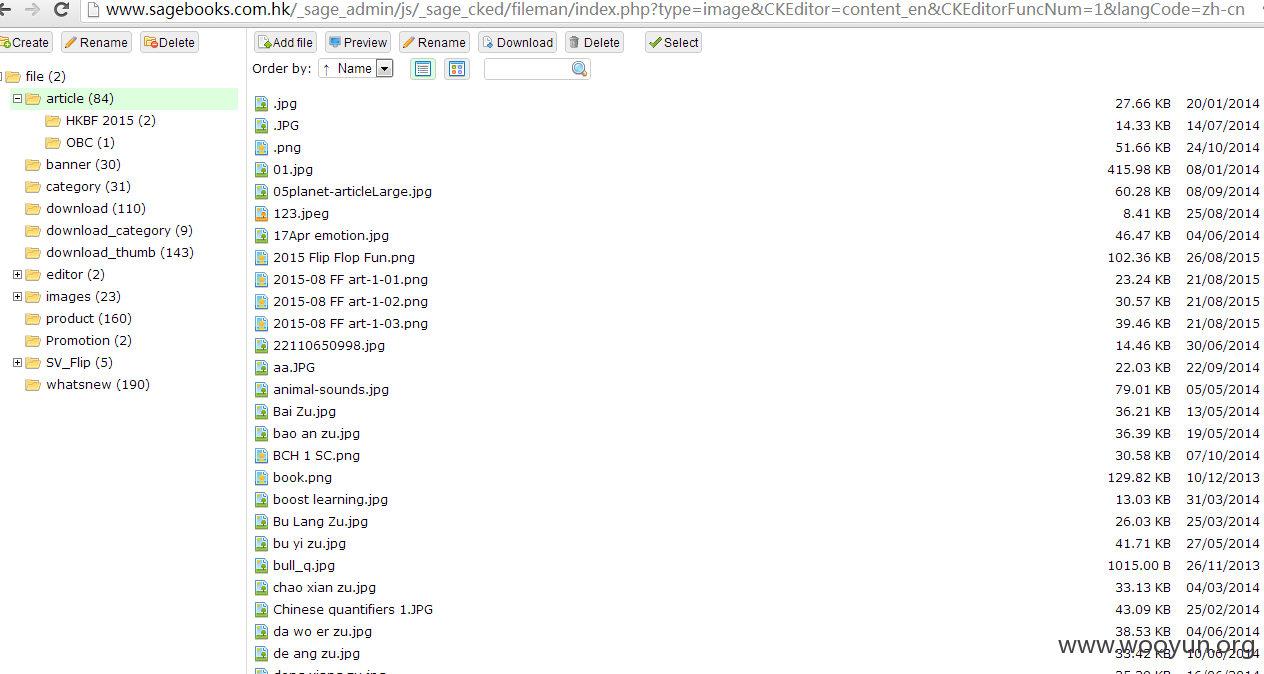 www.sagebooks.com.hk/_sage_admin/js/_sage_cked/fileman/index.php?type=image&CKEditor=content_en&CKEditorFuncNum=1&langCode=zh-cn
Create Rename Delete Add file Preview Rename Download Delete Select
Order by: ↑ Name
file (2)
article (84)
HKBF 2015 (2)
OBC (1)
banner (30)
category (31)
download (110)
download_category (9)
download_thumb (143)
editor (2)
images (23)
product (160)
Promotion (2)
SV_Flip (5)
whatsnew (190)
.jpg 27.66 KB 20/01/2014
.JPG 14.33 KB 14/07/2014
.png 51.66 KB 24/10/2014
01.jpg 415.98 KB 08/01/2014
05planet-articleLarge.jpg 60.28 KB 08/09/2014
123.jpeg 8.41 KB 25/08/2014
17Apr emotion.jpg 46.47 KB 04/06/2014
2015 Flip Flop Fun.png 102.36 KB 26/08/2015
2015-08 FF art-1-01.png 23.24 KB 21/08/2015
2015-08 FF art-1-02.png 30.57 KB 21/08/2015
2015-08 FF art-1-03.png 39.46 KB 21/08/2015
22110650998.jpg 14.46 KB 30/06/2014
aa.JPG 22.03 KB 22/09/2014
animal-sounds.jpg 79.01 KB 05/05/2014
Bai Zu.jpg 36.21 KB 13/05/2014
bao an zu.jpg 36.39 KB 19/05/2014
BCH 1 SC.png 30.58 KB 07/10/2014
book.png 129.82 KB 10/12/2013
boost learning.jpg 13.03 KB 31/03/2014
Bu Lang Zu.jpg 26.03 KB 25/03/2014
bu yi zu.jpg 41.71 KB 27/05/2014
bull_q.jpg 1015.00 B 26/11/2013
chao xian zu.jpg 33.13 KB 04/03/2014
Chinese quantifiers 1.JPG 43.09 KB 25/02/2014
da wo er zu.jpg 38.53 KB 04/06/2014
de ang zu.jpg 33.42 KB 10/06/2014
www.wooyun.org